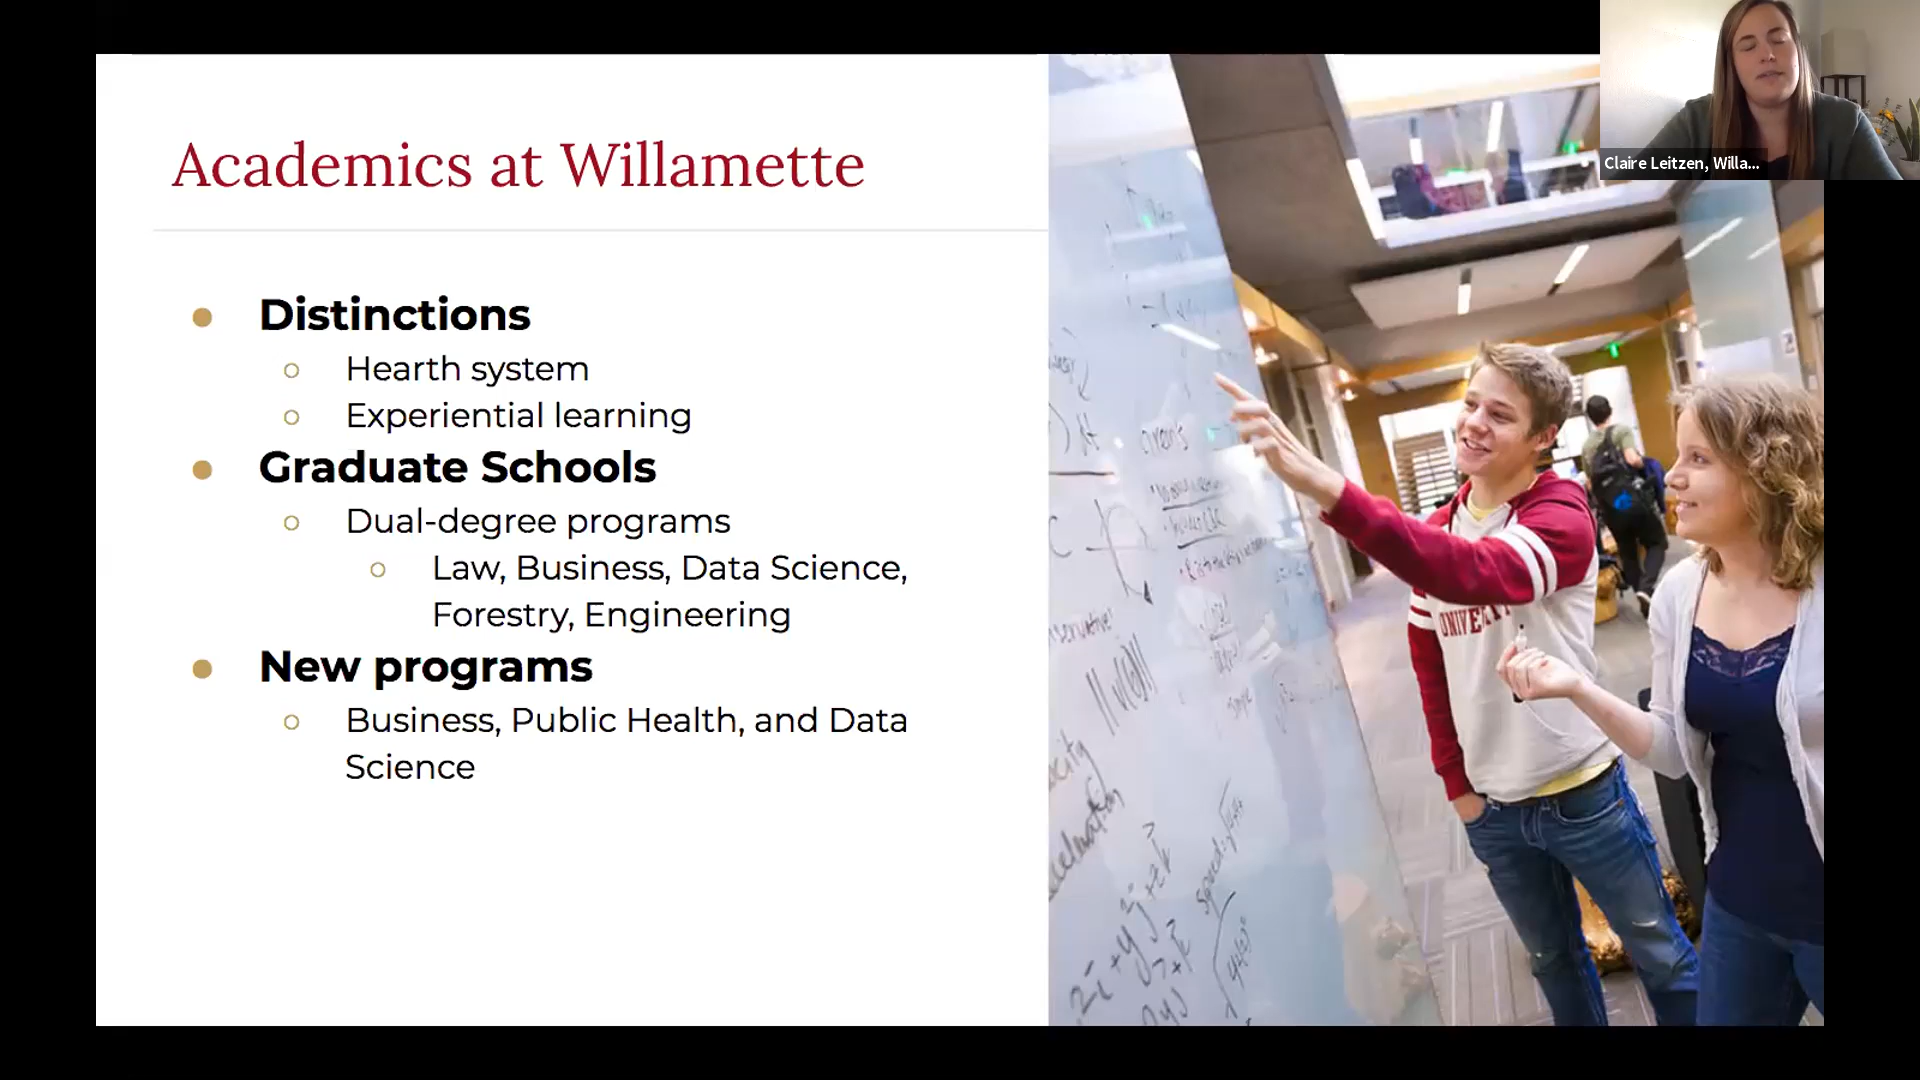 Claire Leitzen, Willa...
Academics at Willamette
Distinctions
Hearth system
Experiential learning
Graduate Schools
Dual-degree programs
Law, Business, Data Science,
Forestry, Engineering
New programs
Business, Public Health, and Data
Science